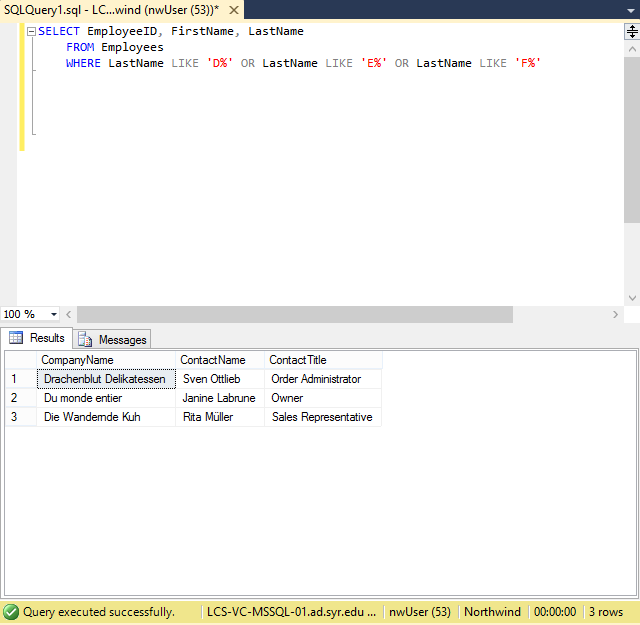 SQLQuery1.sql - LC...wind (nwUser (53))*
SELECT EmployeeID, FirstName, LastName
FROM Employees
WHERE LastName LIKE 'D%' OR LastName LIKE 'E%' OR LastName LIKE 'F%'
100 %
Results Messages
CompanyName ContactName ContactTitle
1 Drachenblut Delikatessen Sven Ottlieb Order Administrator
2 Du monde entier Janine Labrune Owner
3 Die Wandernde Kuh Rita Müller Sales Representative
Query executed successfully. LCS-VC-MSSQL-01.ad.syr.edu ... nwUser (53) Northwind 00:00:00 3 rows